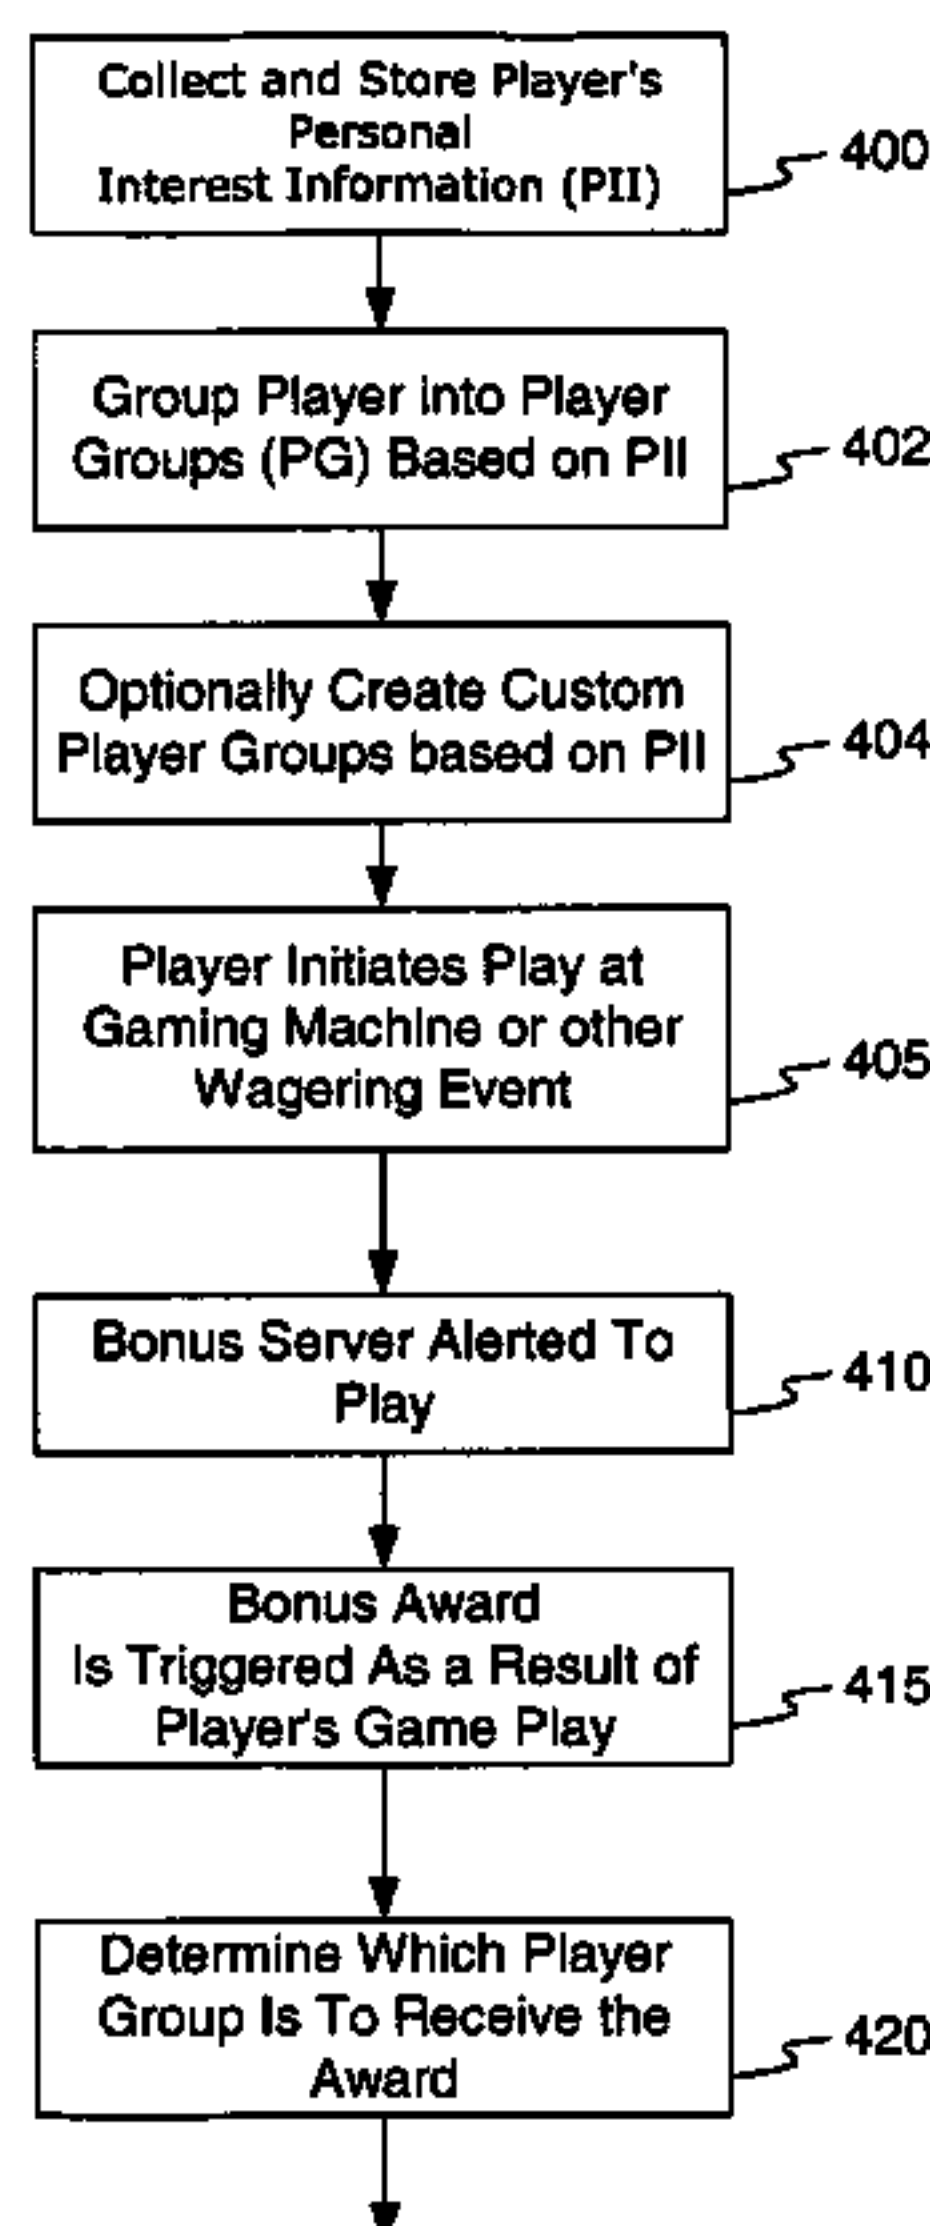 Collect and Store Player's
Personal
Interest Information (PII)
400
Group Player into Player
Groups (PG) Based on PII
402
Optionally Create Custom
Player Groups based on PII
404
Player Initiates Play at
Gaming Machine or other
Wagering Event
405
Bonus Server Alerted To
Play
410
Bonus Award
Is Triggered As a Result of
Player's Game Play
415
Determine Which Player
Group Is To Receive the
Award
420